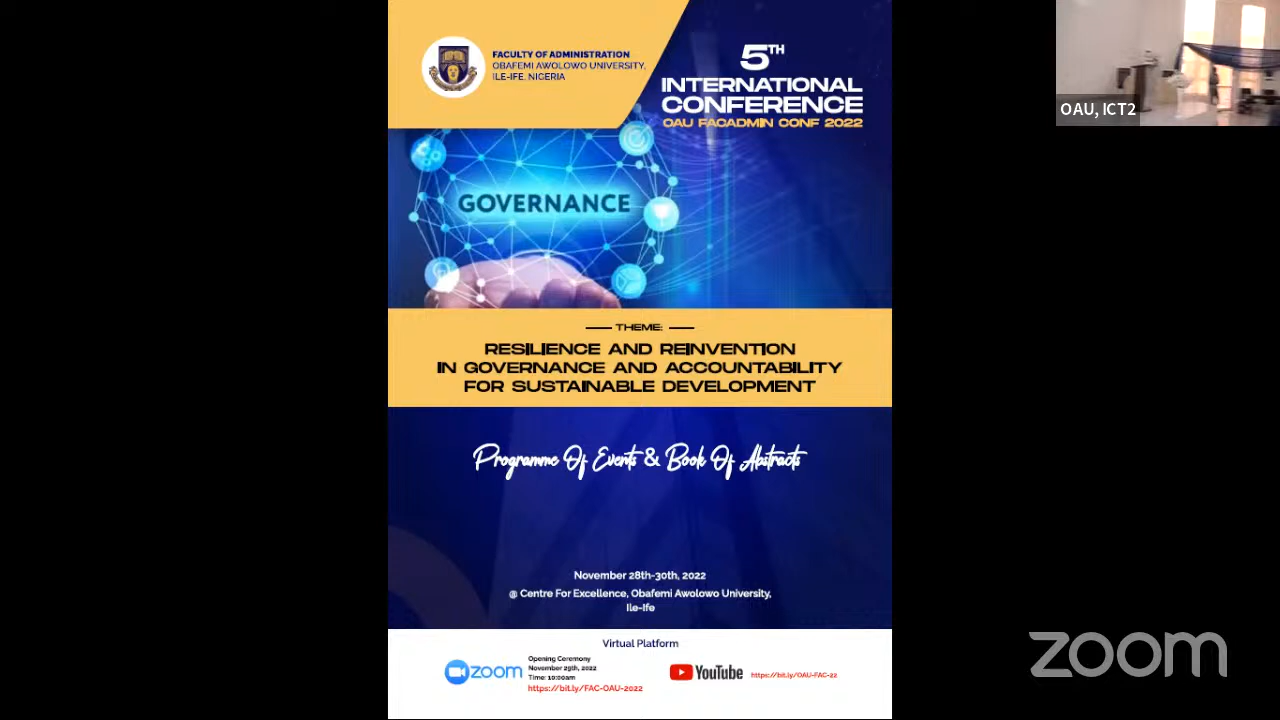 FACULTY OF ADMINISTRATION
OBAFEMI AWOLOWO UNIVERSITY,
ILE-IFE. NIGERIA
5TH
INTERNATIONAL
CONFERENCE
OAU FACADMIN CONF 2022
OAU, ICT2
GOVERNANCE
THEME:
RESILIENCE AND REINVENTION
IN GOVERNANCE AND ACCOUNTABILITY
FOR SUSTAINABLE DEVELOPMENT
Programme Of Events & Book Of Abstracts
November 28th-30th, 2022
@ Centre For Excellence, Obafemi Awolowo University,
Ile-Ife
Virtual Platform
zoom
Opening Ceremony
November 29th, 2022
Time: 10:00am
https://bit.ly/FAC-OAU-2022
YouTube
https://bit.ly/OAU-FAC-22
zoom